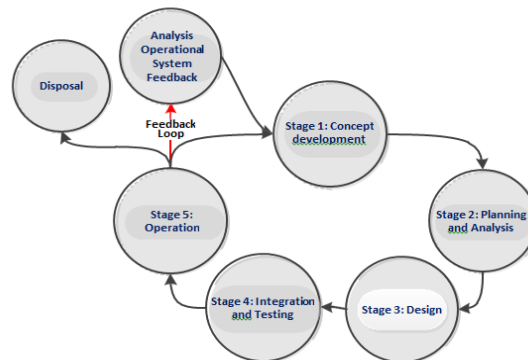 Analysis
Operational
System
Feedback
Disposal
Feedback
Loop
Stage 1: Concept
development
Stage 2: Planning
and Analysis
Stage 5:
Operation
Stage 4: Integration
and Testing
Stage 3: Design